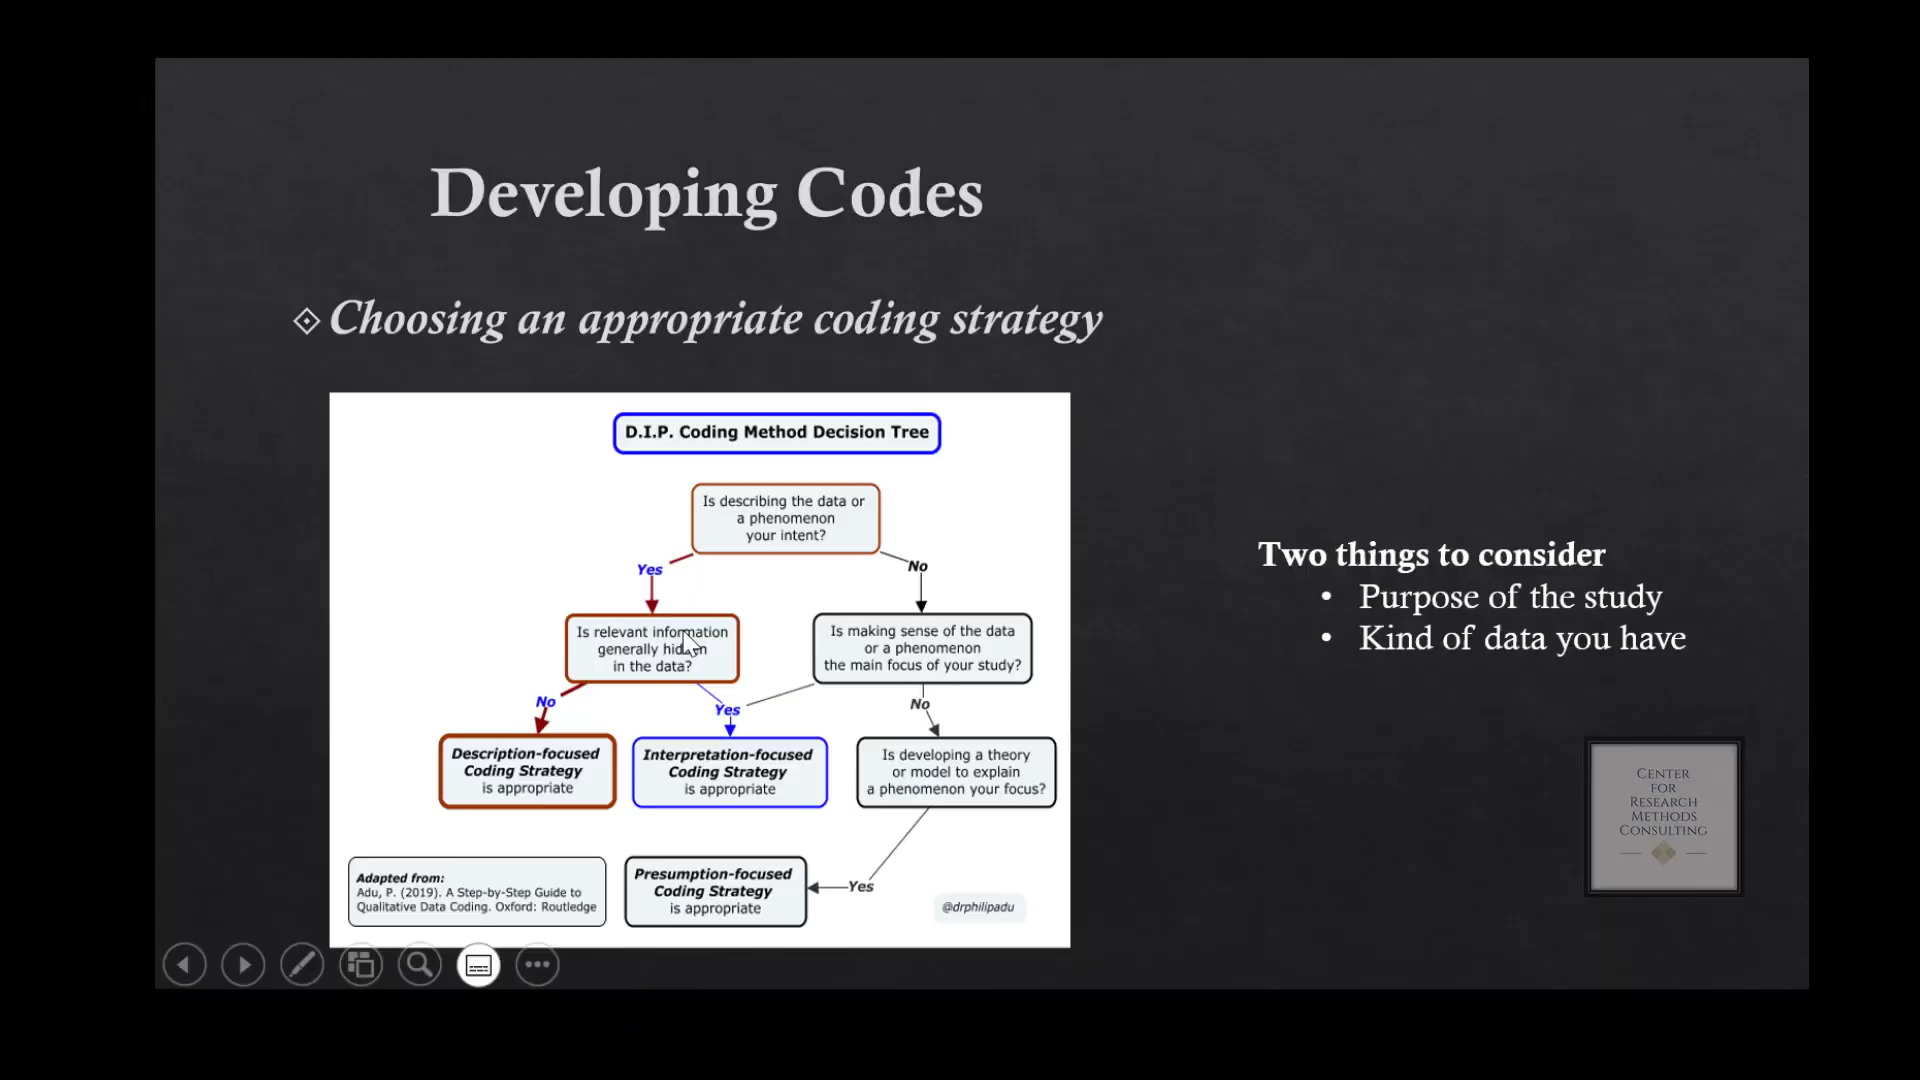 Developing Codes
Choosing an appropriate coding strategy
D.I.P. Coding Method Decision Tree
Is describing the data or
a phenomenon
your intent?
Yes
No
Is relevant information
generally hidden
in the data?
Is making sense of the data
or a phenomenon
the main focus of your study?
No
Yes
No
Description-focused
Coding Strategy
is appropriate
Interpretation-focused
Coding Strategy
is appropriate
Is developing a theory
or model to explain
a phenomenon your focus?
Adapted from:
Adu, P. (2019). A Step-by-Step Guide to
Qualitative Data Coding. Oxford: Routledge
Presumption-focused
Coding Strategy
is appropriate
Yes
@drphilipadu
Two things to consider
• Purpose of the study
• Kind of data you have
CENTER
FOR
RESEARCH
METHODS
CONSULTING